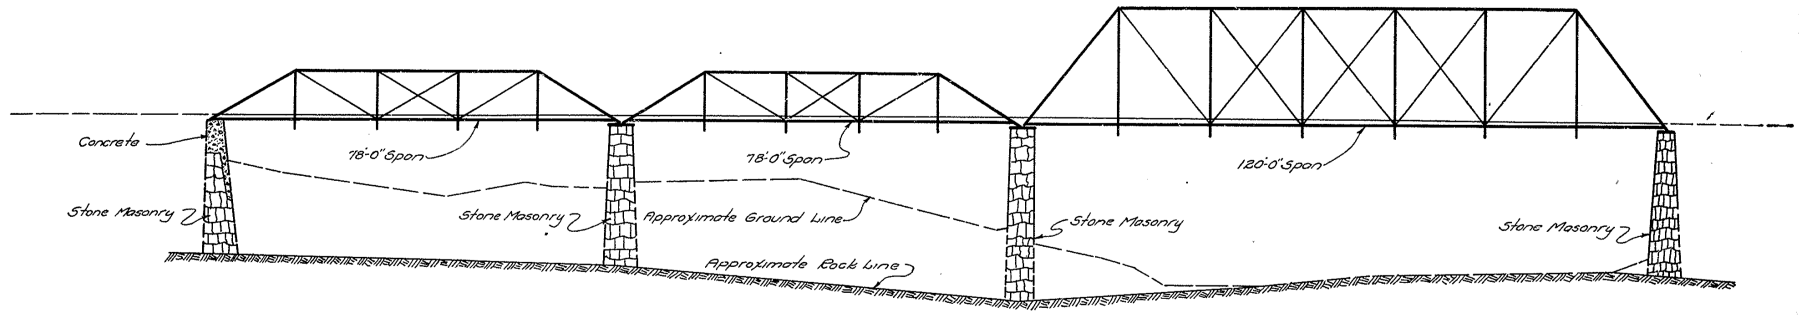 Concrete
78'-0" Span
78'-0" Span
120'-0" Span
Stone Masonry
Stone Masonry
Approximate Ground Line
Stone Masonry
Stone Masonry
Approximate Rock Line